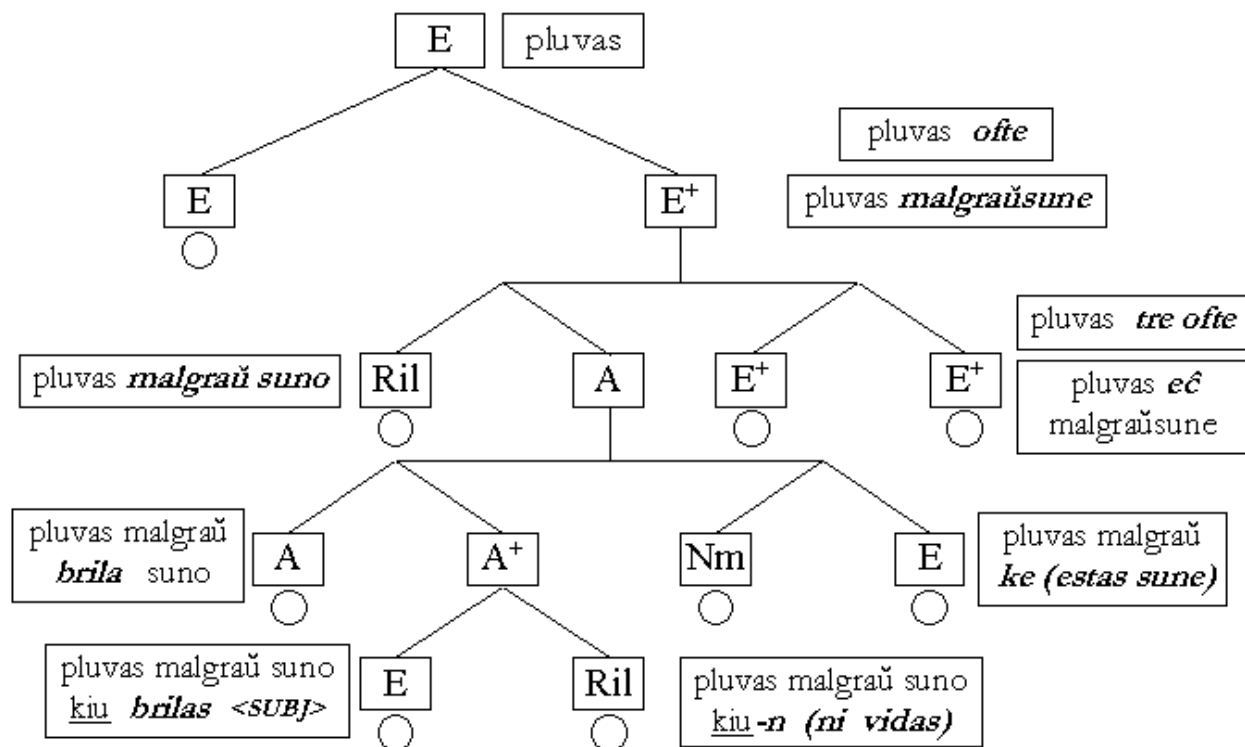 E pluvas
pluvas ofte
E E⁺ pluvas malgraŭsune
pluvas tre ofte
pluvas malgraŭ suno Ril A E⁺ E⁺ pluvas eĉ
malgraŭsune
pluvas malgraŭ
brila suno
A A⁺ Nm E
pluvas malgraŭ
ke (estas sune)
pluvas malgraŭ suno
kiu brilas <SUBJ>
E Ril
pluvas malgraŭ suno
kiu -n (ni vidas)